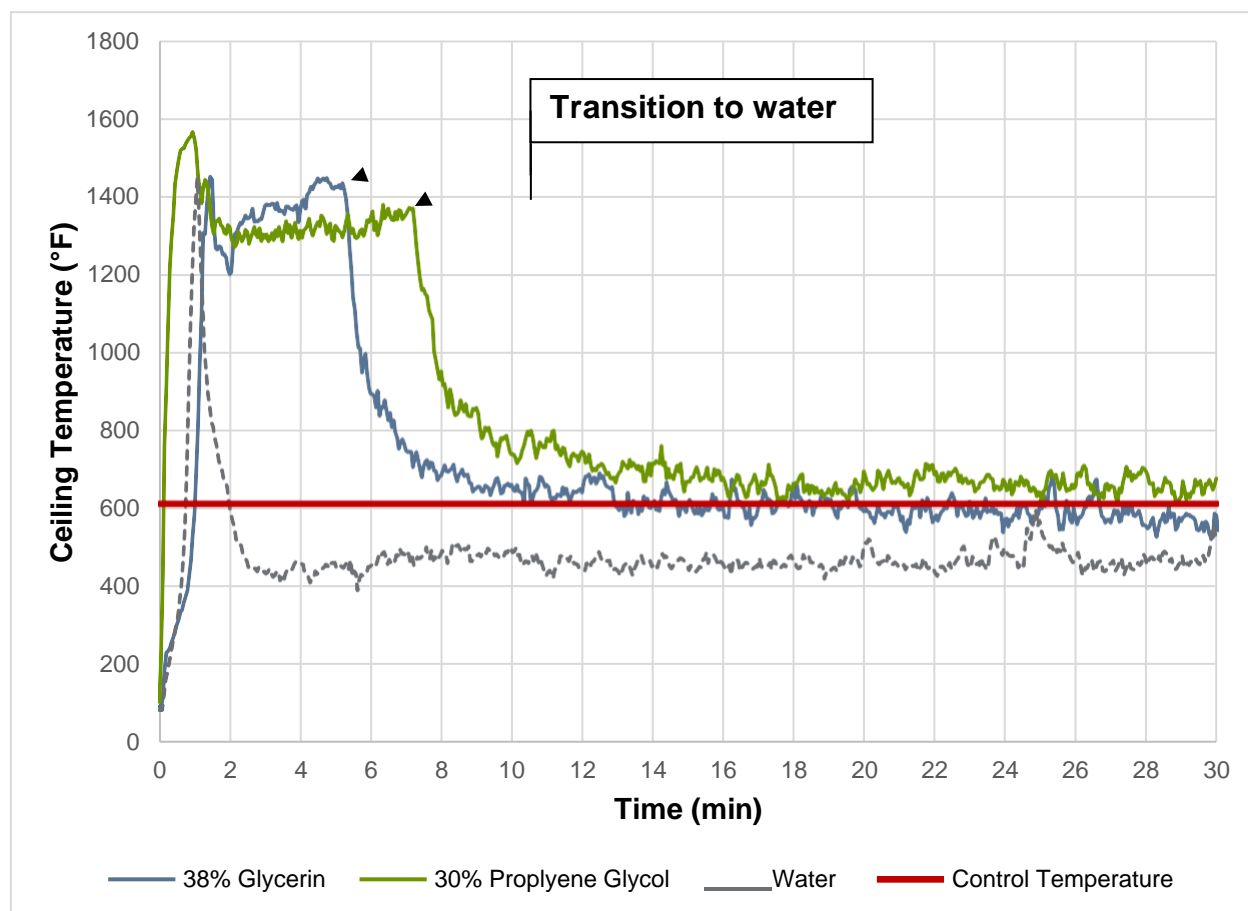 1800
1600
1400
1200
1000
800
600
400
200
0
Ceiling Temperature (°F)
Transition to water
0 2 4 6 8 10 12 14 16 18 20 22 24 26 28 30
Time (min)
38% Glycerin 30% Proplyene Glycol Water Control Temperature